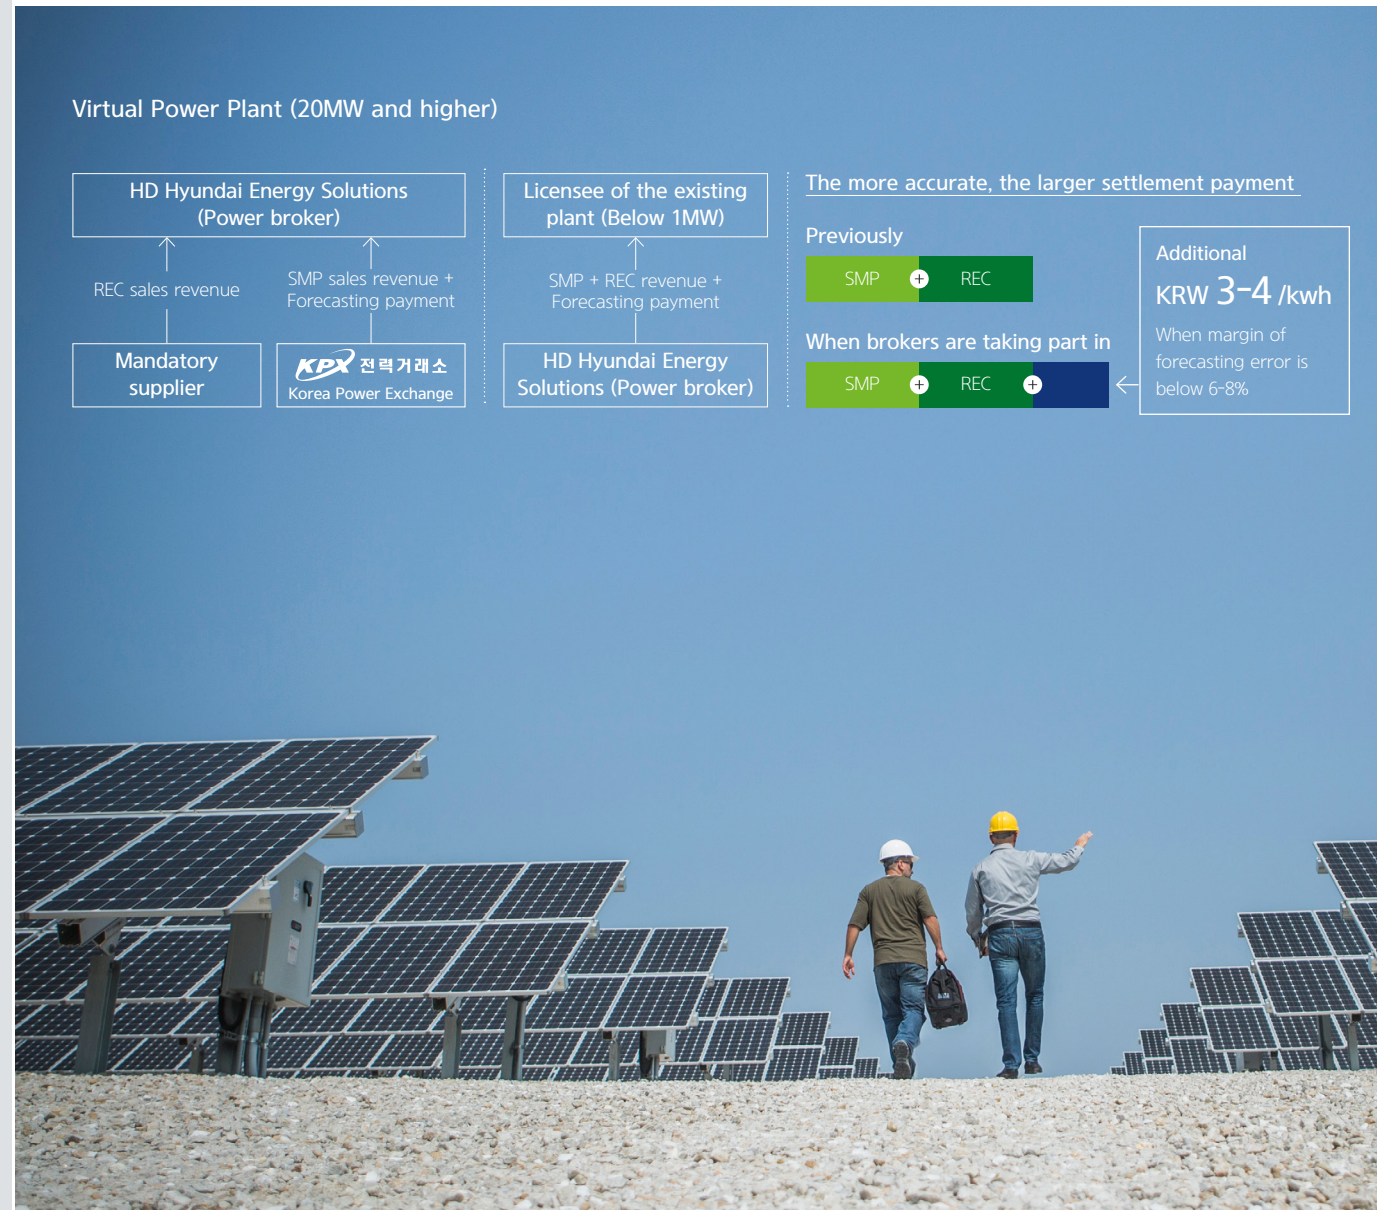 Virtual Power Plant (20MW and higher)
HD Hyundai Energy Solutions
(Power broker)
REC sales revenue
SMP sales revenue +
Forecasting payment
Mandatory
supplier
KPX 전력거래소
Korea Power Exchange
Licensee of the existing
plant (Below 1MW)
SMP + REC revenue +
Forecasting payment
HD Hyundai Energy
Solutions (Power broker)
The more accurate, the larger settlement payment
Previously
SMP + REC
When brokers are taking part in
SMP + REC +
Additional
KRW 3-4 /kwh
When margin of
forecasting error is
below 6-8%